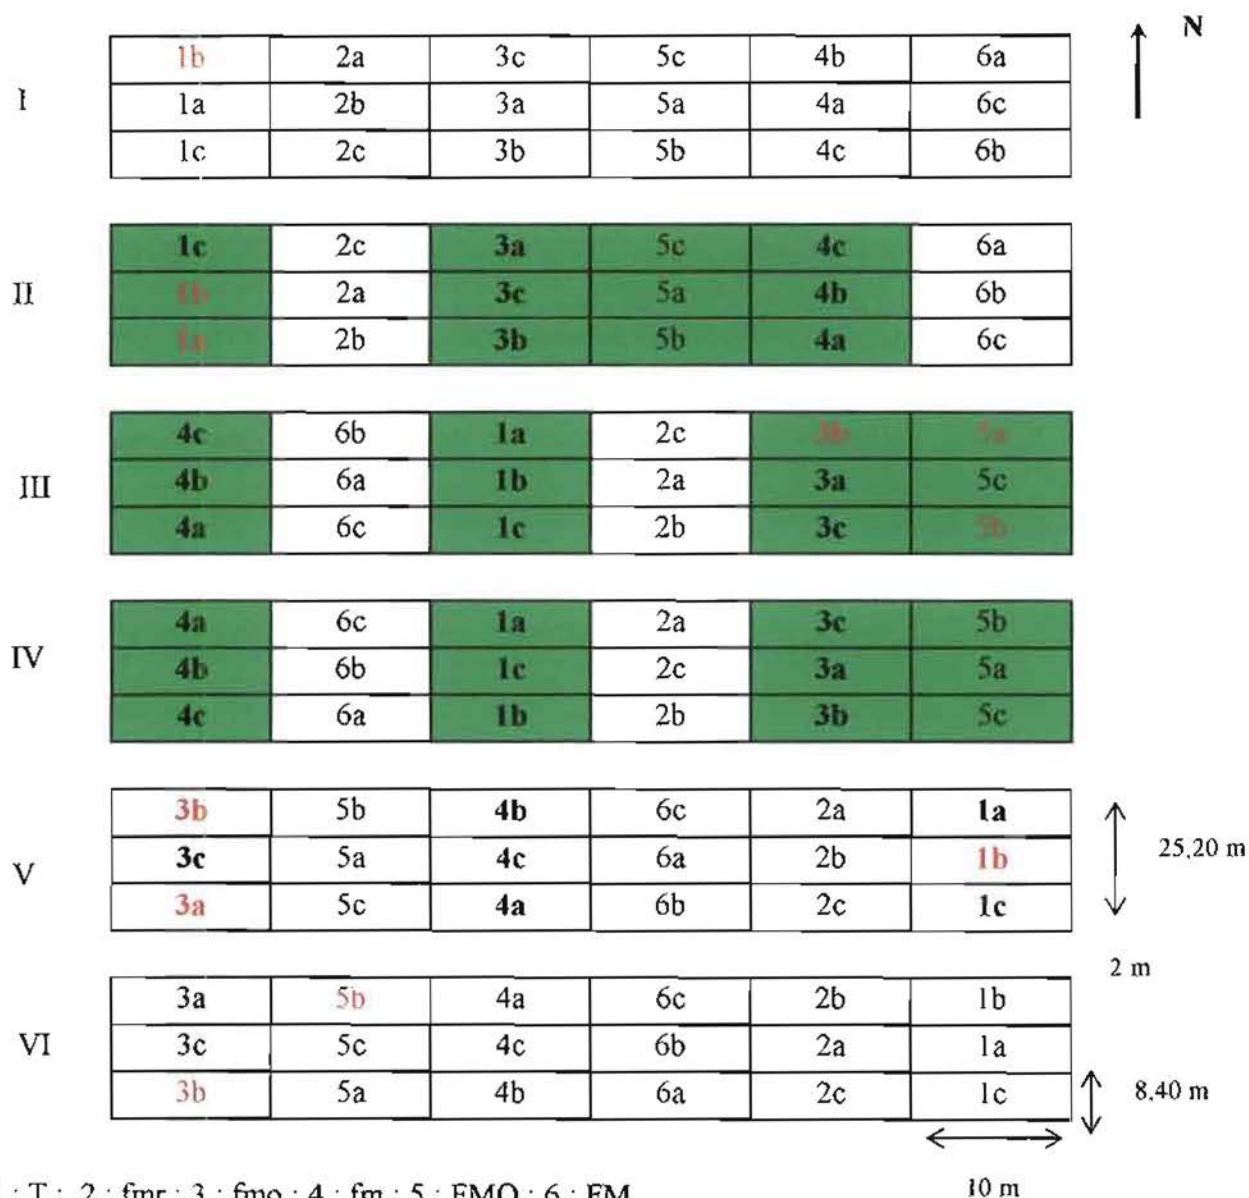 N
1b 2a 3c 5c 4b 6a
I 1a 2b 3a 5a 4a 6c
1c 2c 3b 5b 4c 6b
1c 2c 3a 5c 4c 6a
II 1b 2a 3c 5a 4b 6b
1a 2b 3b 5b 4a 6c
4c 6b 1a 2c 3b 5a
III 4b 6a 1b 2a 3a 5c
4a 6c 1c 2b 3c 5b
4a 6c 1a 2a 3c 5b
IV 4b 6b 1c 2c 3a 5a
4c 6a 1b 2b 3b 5c
3b 5b 4b 6c 2a 1a
V 3c 5a 4c 6a 2b 1b 25,20 m
3a 5c 4a 6b 2c 1c
2 m
3a 5b 4a 6c 2b 1b
VI 3c 5c 4c 6b 2a 1a
3b 5a 4b 6a 2c 1c 8,40 m
10 m
: T ; 2 : fmr ; 3 : fmo ; 4 : fm ; 5 : FMO ; 6 : FM